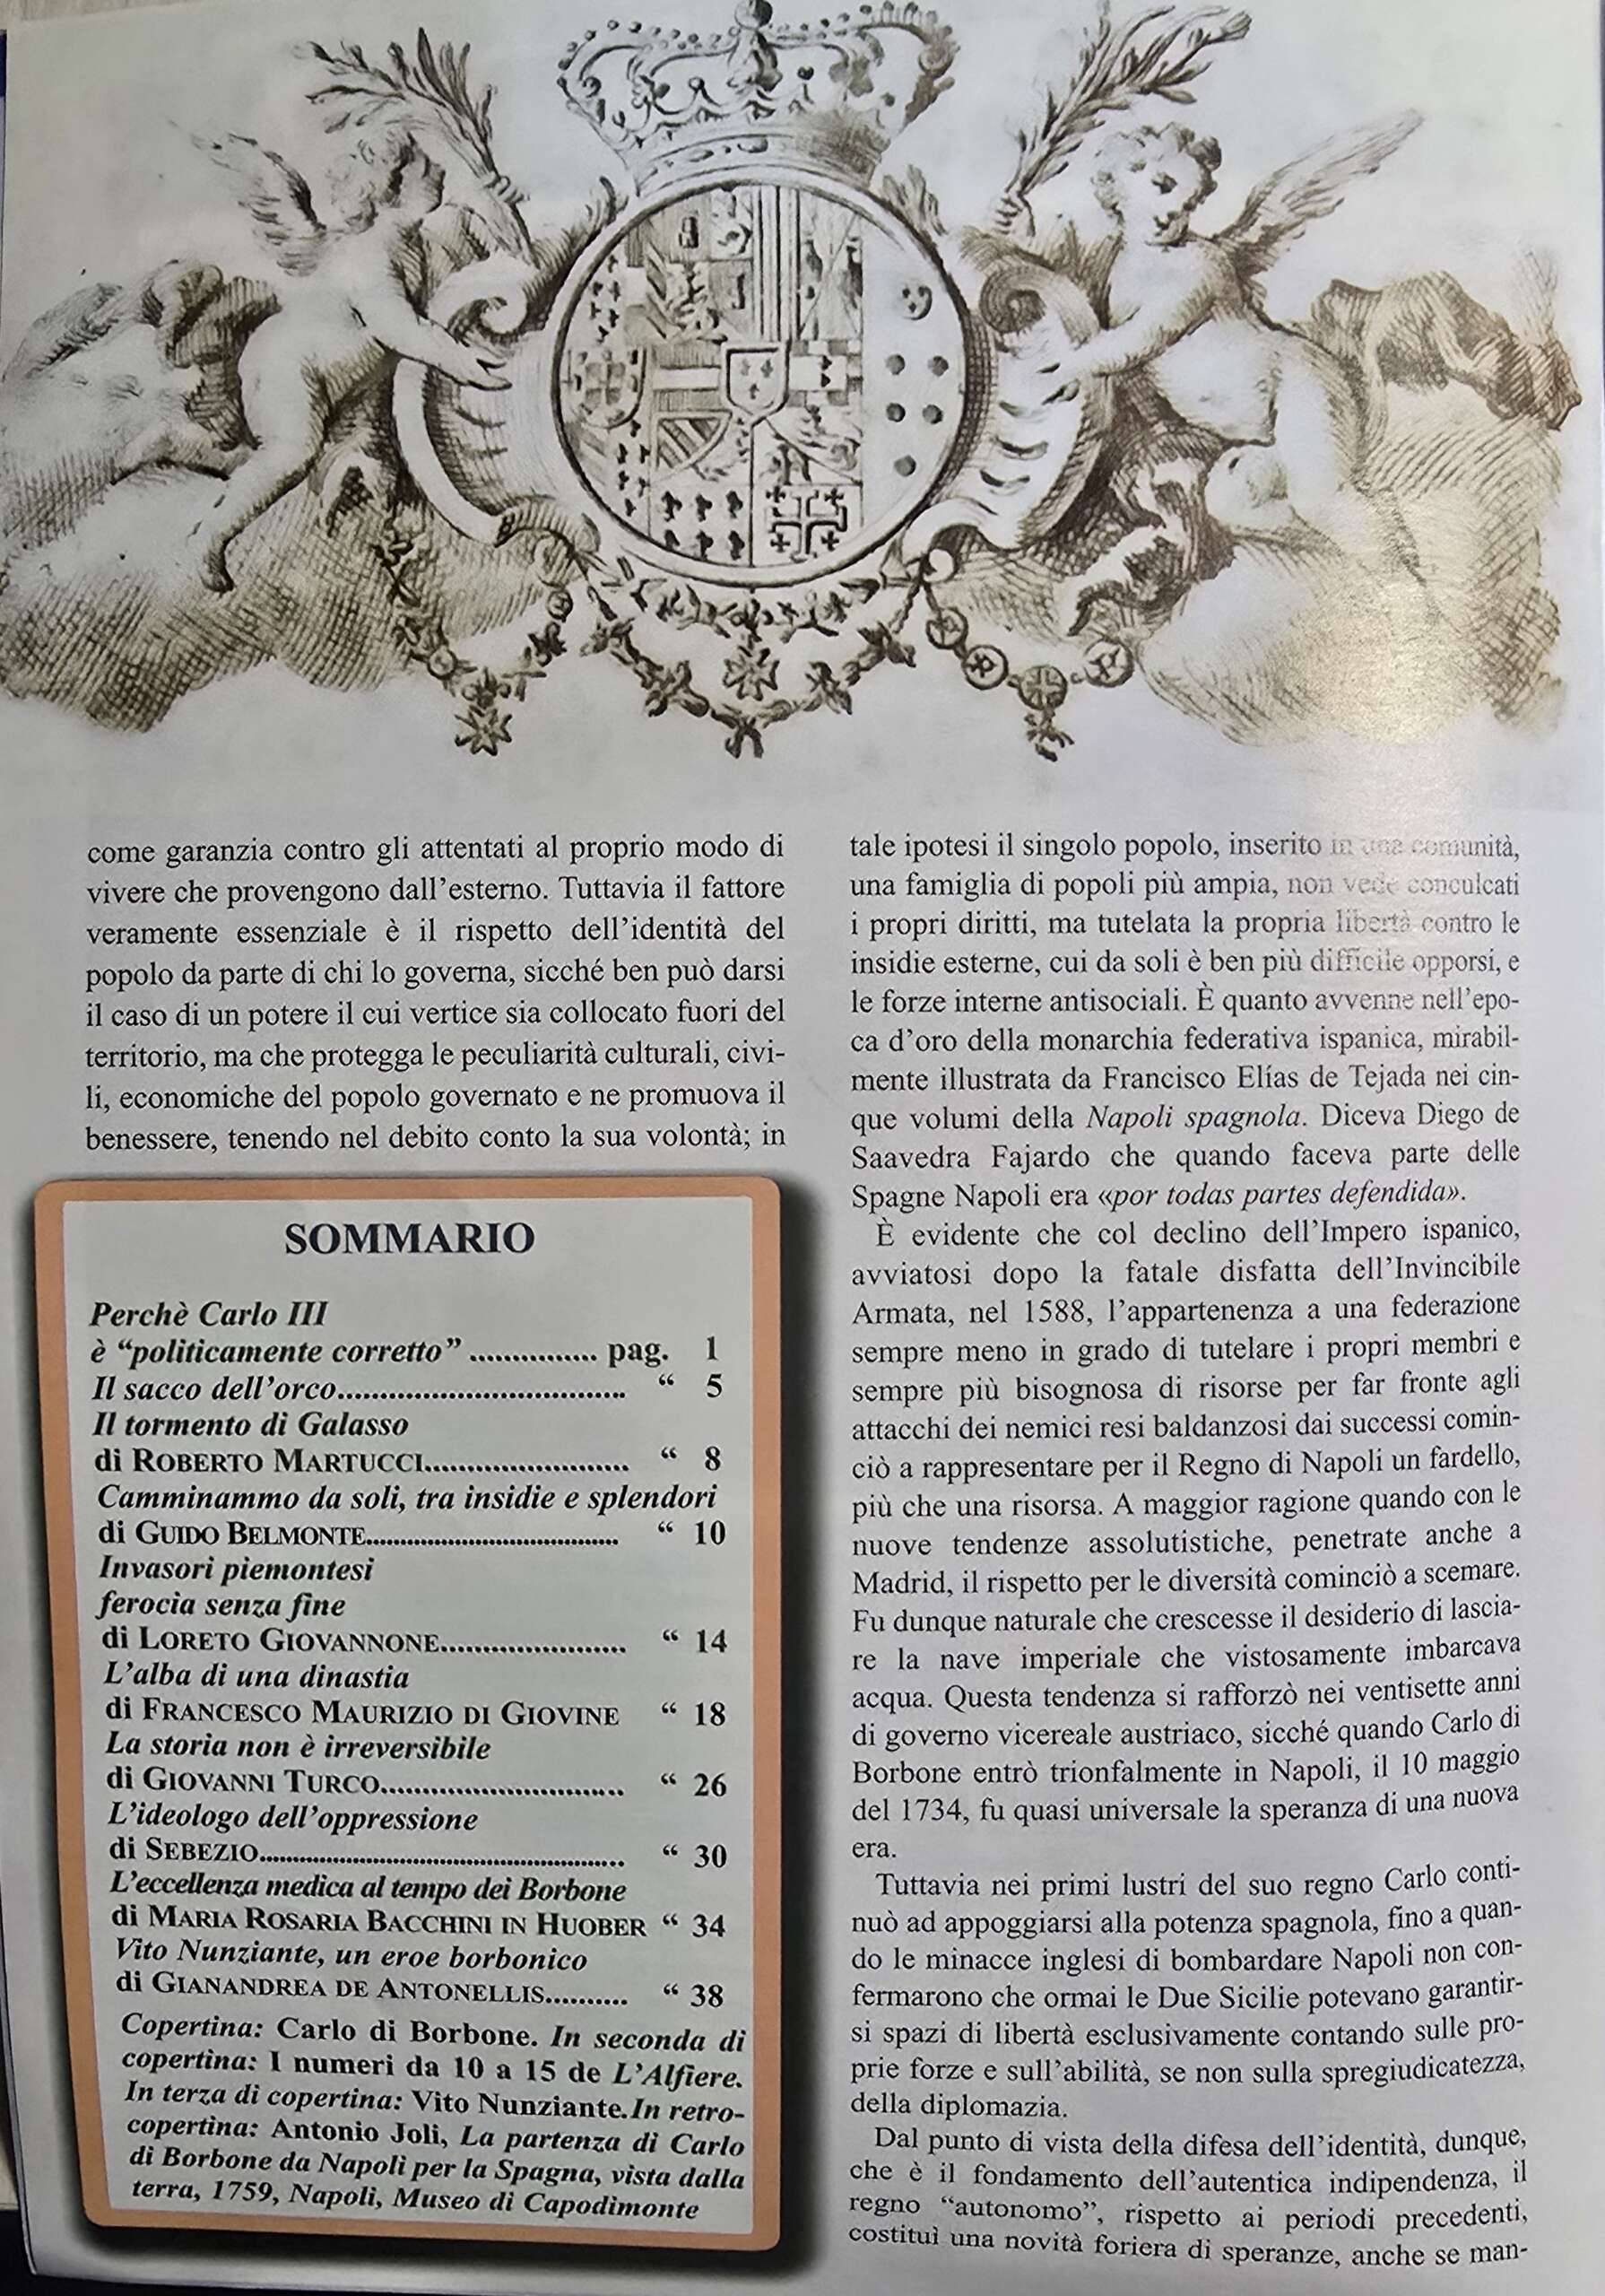 come garanzia contro gli attentati al proprio modo di
vivere che provengono dall'esterno. Tuttavia il fattore
veramente essenziale è il rispetto dell'identità del
popolo da parte di chi lo governa, sicché ben può darsi
il caso di un potere il cui vertice sia collocato fuori del
territorio, ma che protegga le peculiarità culturali, civi-
li, economiche del popolo governato e ne promuova il
benessere, tenendo nel debito conto la sua volontà; in
SOMMARIO
Perchè Carlo III
è “politicamente corretto” ............... pag. 1
Il sacco dell'orco.................................. “ 5
Il tormento di Galasso
di ROBERTO MARTUCCI........................ “ 8
Camminammo da soli, tra insidie e splendori
di GUIDO BELMONTE..................................... “ 10
Invasori piemontesi
ferocia senza fine
di LORETO GIOVANNONE...................... “ 14
L'alba di una dinastia
di FRANCESCO MAURIZIO DI GIOVINE “ 18
La storia non è irreversibile
di GIOVANNI TURCO............................. “ 26
L'ideologo dell'oppressione
di SEBEZIO...................................................... “ 30
L'eccellenza medica al tempo dei Borbone
di MARIA ROSARIA BACCHINI IN HUOBER “ 34
Vito Nunziante, un eroe borbonico
di GIANANDREA DE ANTONELLIS.......... “ 38
Copertina: Carlo di Borbone. In seconda di
copertina: I numeri da 10 a 15 de L'Alfiere.
In terza di copertina: Vito Nunziante.In retro-
copertina: Antonio Joli, La partenza di Carlo
di Borbone da Napoli per la Spagna, vista dalla
terra, 1759, Napoli, Museo di Capodimonte
tale ipotesi il singolo popolo, inserito in una comunità,
una famiglia di popoli più ampia, non vede conculcati
i propri diritti, ma tutelata la propria libertà contro le
insidie esterne, cui da soli è ben più difficile opporsi, e
le forze interne antisociali. È quanto avvenne nell'epo-
ca d'oro della monarchia federativa ispanica, mirabil-
mente illustrata da Francisco Elías de Tejada nei cin-
que volumi della Napoli spagnola. Diceva Diego de
Saavedra Fajardo che quando faceva parte delle
Spagne Napoli era «por todas partes defendida».
È evidente che col declino dell'Impero ispanico,
avviatosi dopo la fatale disfatta dell'Invincibile
Armata, nel 1588, l'appartenenza a una federazione
sempre meno in grado di tutelare i propri membri e
sempre più bisognosa di risorse per far fronte agli
attacchi dei nemici resi baldanzosi dai successi comin-
ciò a rappresentare per il Regno di Napoli un fardello,
più che una risorsa. A maggior ragione quando con le
nuove tendenze assolutistiche, penetrate anche a
Madrid, il rispetto per le diversità cominciò a scemare.
Fu dunque naturale che crescesse il desiderio di lascia-
re la nave imperiale che vistosamente imbarcava
acqua. Questa tendenza si rafforzò nei ventisette anni
di governo vicereale austriaco, sicché quando Carlo di
Borbone entrò trionfalmente in Napoli, il 10 maggio
del 1734, fu quasi universale la speranza di una nuova
era.
Tuttavia nei primi lustri del suo regno Carlo conti-
nuò ad appoggiarsi alla potenza spagnola, fino a quan-
do le minacce inglesi di bombardare Napoli non con-
fermarono che ormai le Due Sicilie potevano garantir-
si spazi di libertà esclusivamente contando sulle pro-
prie forze e sull'abilità, se non sulla spregiudicatezza,
della diplomazia.
Dal punto di vista della difesa dell'identità, dunque,
che è il fondamento dell'autentica indipendenza, il
regno “autonomo”, rispetto ai periodi precedenti,
costituì una novità foriera di speranze, anche se man-